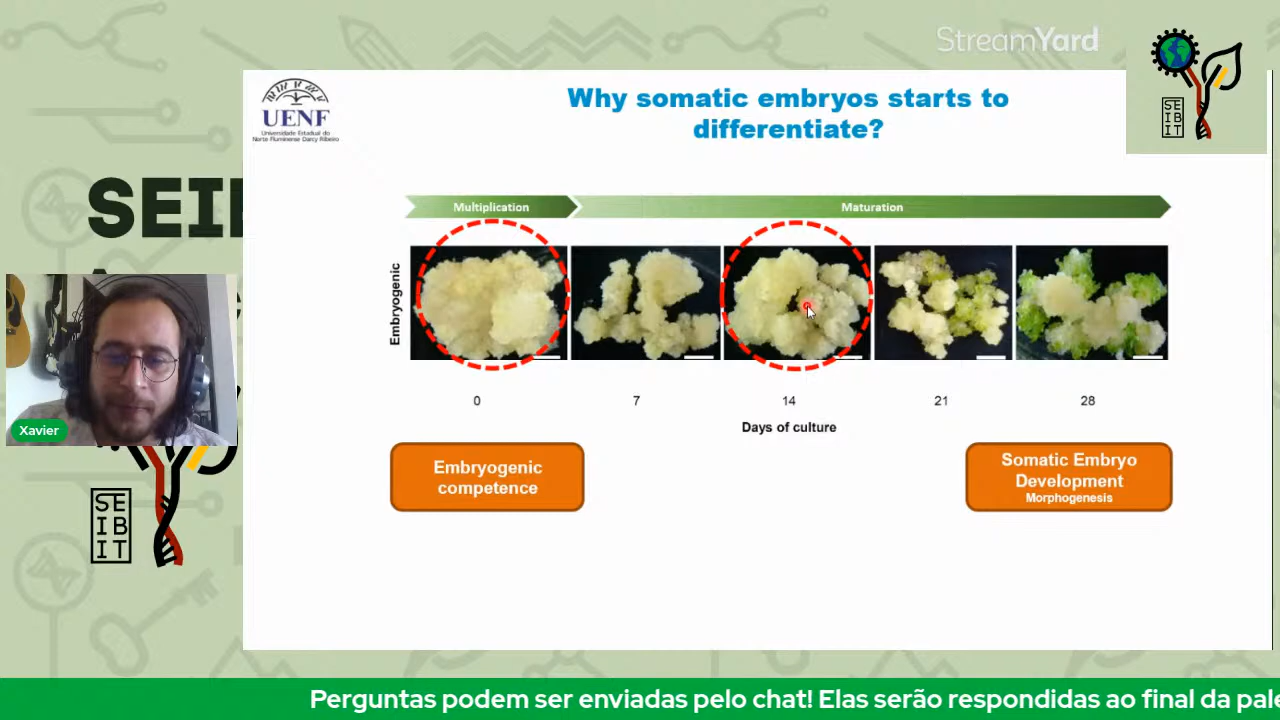 StreamYard
UENF
Universidade Estadual do
Norte Fluminense Darcy Ribeiro
Why somatic embryos starts to
differentiate?
SE
IB
IT
SEI
Multiplication
Maturation
Embryogenic
0
7
14
21
28
Days of culture
Xavier
Embryogenic
competence
Somatic Embryo
Development
Morphogenesis
SE
IB
IT
Perguntas podem ser enviadas pelo chat! Elas serão respondidas ao final da pale